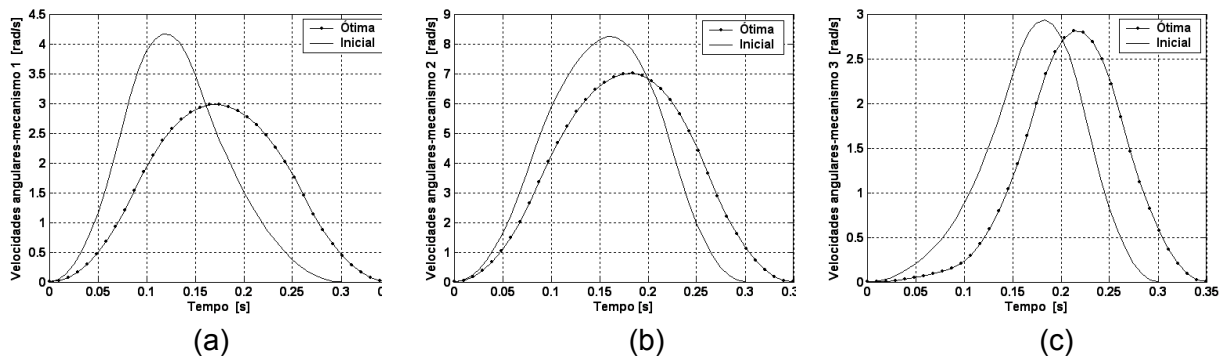 4.5
4
3.5
3
2.5
2
1.5
1
0.5
0
0 0.05 0.1 0.15 0.2 0.25 0.3
Velocidades angulares-mecanismo 1 [rad/s]
Tempo [s]
Ótima
Inicial
(a)
9
8
7
6
5
4
3
2
1
0
0 0.05 0.1 0.15 0.2 0.25 0.3
Velocidades angulares-mecanismo 2 [rad/s]
Tempo [s]
Ótima
Inicial
(b)
3
2.5
2
1.5
1
0.5
0
0 0.05 0.1 0.15 0.2 0.25 0.3 0.35
Velocidades angulares-mecanismo 3 [rad/s]
Tempo [s]
Ótima
Inicial
(c)